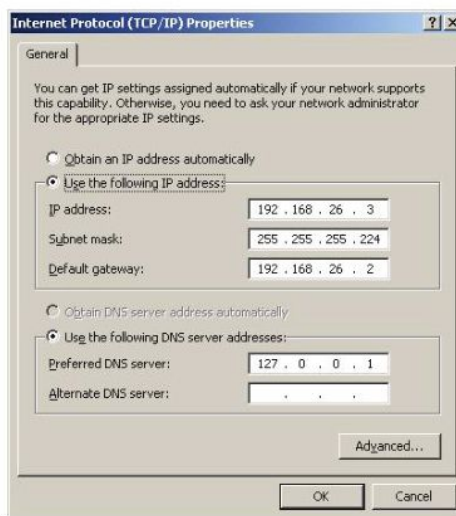 Internet Protocol (TCP/IP) Properties
General
You can get IP settings assigned automatically if your network supports
this capability. Otherwise, you need to ask your network administrator
for the appropriate IP settings.
Obtain an IP address automatically
Use the following IP address:
IP address: 192 . 168 . 26 . 3
Subnet mask: 255 . 255 . 255 . 224
Default gateway: 192 . 168 . 26 . 2
Obtain DNS server address automatically
Use the following DNS server addresses:
Preferred DNS server: 127 . 0 . 0 . 1
Alternate DNS server: . . .
Advanced...
OK Cancel